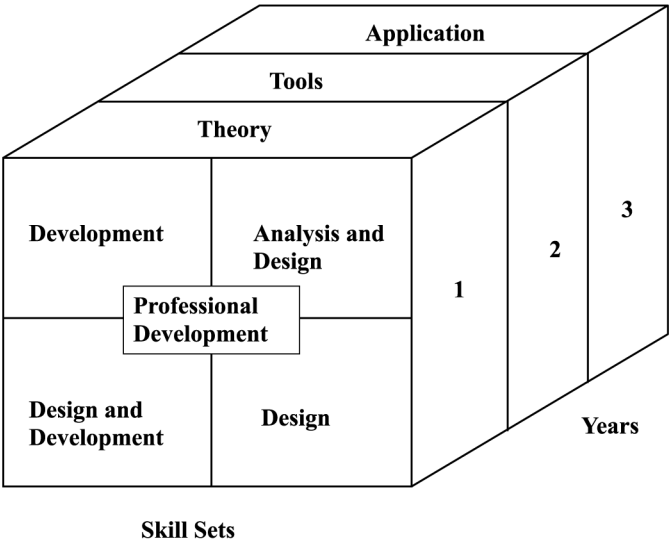 Application
Tools
Theory
Development
Analysis and
Design
Professional
Development
Design and
Development
Design
1
2
3
Years
Skill Sets